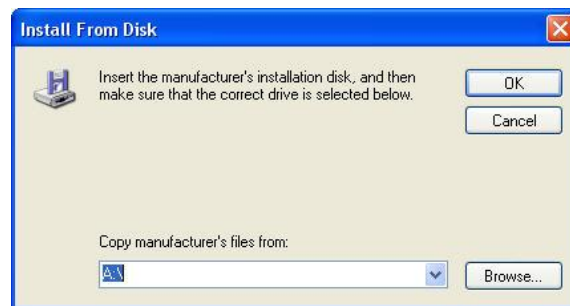 Install From Disk
Insert the manufacturer's installation disk, and then
make sure that the correct drive is selected below.
OK
Cancel
Copy manufacturer's files from:
A:\
Browse...